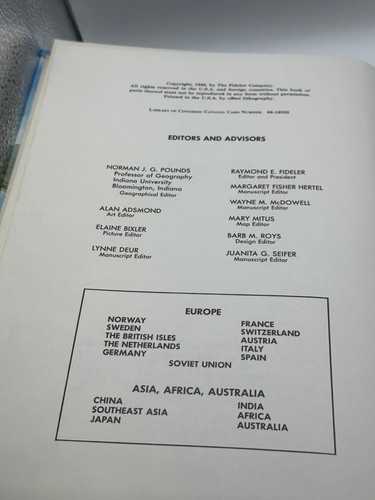 Copyright, 1968, by The Fideler Company.
All rights reserved in the U.S.A. and foreign countries. This book or
parts thereof must not be reproduced in any form without permission.
Printed in the U.S.A. by offset lithography.
LIBRARY OF CONGRESS CATALOG CARD NUMBER
EDITORS AND ADVISORS
NORMAN J. G. POUNDS
Professor of Geography
Indiana University
Bloomington, Indiana
Geographical Editor
ALAN ADSMOND
Art Editor
ELAINE BIXLER
Picture Editor
LYNNE DEUR
Manuscript Editor
RAYMOND E. FIDELER
Editor and President
MARGARET FISHER HERTEL
Manuscript Editor
WAYNE M. McDOWELL
Manuscript Editor
MARY MITUS
Map Editor
BARB M. ROYS
Design Editor
JUANITA G. SEIFER
Manuscript Editor
EUROPE
NORWAY
SWEDEN
THE BRITISH ISLES
THE NETHERLANDS
GERMANY
FRANCE
SWITZERLAND
AUSTRIA
ITALY
SPAIN
SOVIET UNION
ASIA, AFRICA, AUSTRALIA
CHINA
SOUTHEAST ASIA
JAPAN
INDIA
AFRICA
AUSTRALIA